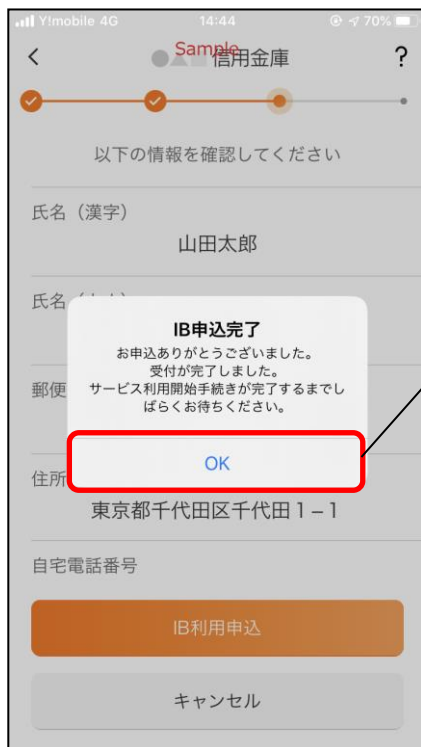 Y!mobile 4G 14:44 70%
Sample
●▲■信用金庫 ?
以下の情報を確認してください
氏名（漢字）
山田太郎
氏名
IB申込完了
お申込ありがとうございました。
受付が完了しました。
サービス利用開始手続きが完了するまでし
ばらくお待ちください。
郵便
OK
住所
東京都千代田区千代田１−１
自宅電話番号
IB利用申込
キャンセル